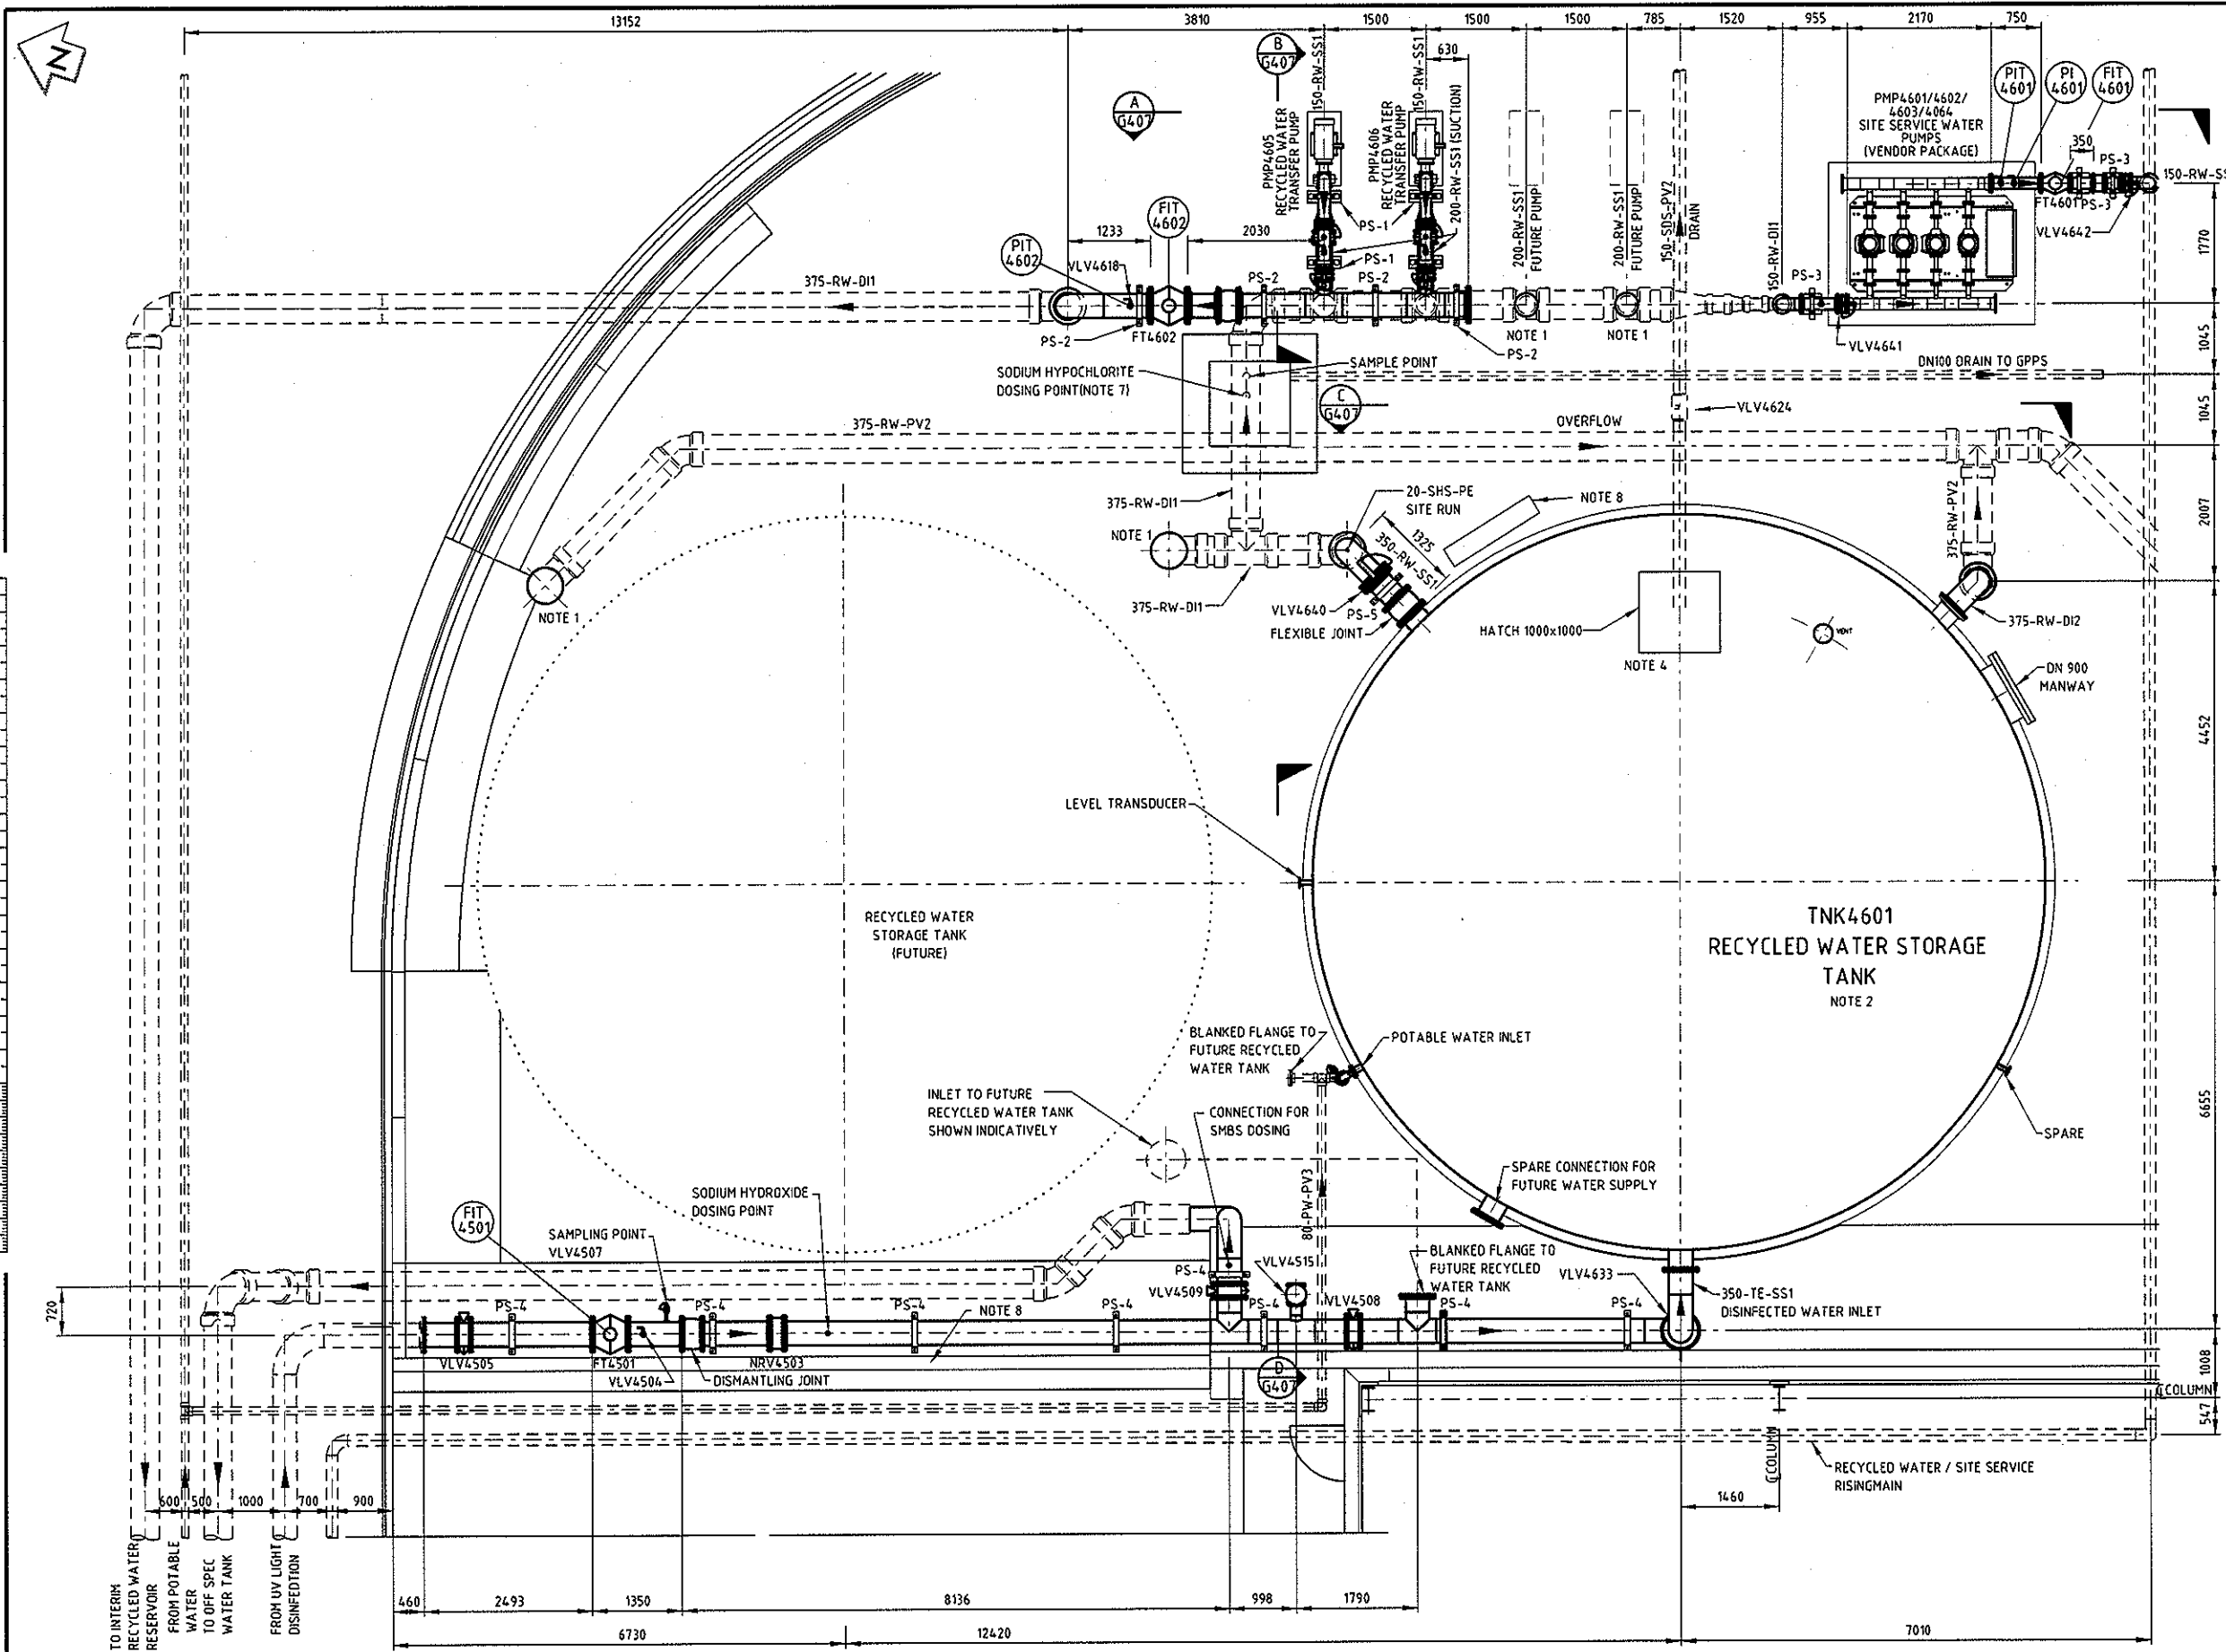 N
13152
3810
1500
1500
1500
785
1520
955
2170
750
630
B
G407
A
G407
150-RW-SS1
150-RW-SS1
PMP4605
RECYCLED WATER
TRANSFER PUMP
PMP4606
RECYCLED WATER
TRANSFER PUMP
200-RW-SS1 (SUCTION)
200-RW-SS1
FUTURE PUMP
200-RW-SS1
FUTURE PUMP
150-SDS-PV2
DRAIN
PMP4601/4602/
4603/4064
SITE SERVICE WATER
PUMPS
(VENDOR PACKAGE)
PIT
4601
PI
4601
FIT
4601
350
PS-3
150-RW-SS
FT4601
PS-3
VLV4642
1770
150-RW-DI1
PS-3
VLV4641
1045
FIT
4602
PIT
4602
1233
2030
VLV4618
PS-1
PS-1
PS-2
PS-2
375-RW-DI1
PS-2
FT4602
PS-2
NOTE 1
NOTE 1
SODIUM HYPOCHLORITE
DOSING POINT(NOTE 7)
SAMPLE POINT
DN100 DRAIN TO GPPS
C
G407
VLV4624
1045
375-RW-PV2
OVERFLOW
375-RW-DI1
NOTE 1
20-SHS-PE
SITE RUN
NOTE 8
1325
350-RW-SS1
375-RW-PV2
2007
NOTE 1
375-RW-DI1
VLV4640
PS-5
FLEXIBLE JOINT
HATCH 1000x1000
NOTE 4
VENT
375-RW-DI2
DN 900
MANWAY
4452
LEVEL TRANSDUCER
RECYCLED WATER
STORAGE TANK
(FUTURE)
TNK4601
RECYCLED WATER STORAGE
TANK
NOTE 2
BLANKED FLANGE TO
FUTURE RECYCLED
WATER TANK
POTABLE WATER INLET
INLET TO FUTURE
RECYCLED WATER TANK
SHOWN INDICATIVELY
CONNECTION FOR
SMBS DOSING
SPARE
6655
80-PW-PV3
SPARE CONNECTION FOR
FUTURE WATER SUPPLY
FIT
4501
SAMPLING POINT
VLV4507
SODIUM HYDROXIDE
DOSING POINT
PS-4
VLV4509
VLV4515
BLANKED FLANGE TO
FUTURE RECYCLED
WATER TANK
VLV4633
350-TE-SS1
DISINFECTED WATER INLET
720
PS-4
PS-4
PS-4
NOTE 8
PS-4
PS-4
VLV4508
PS-4
PS-4
VLV4505
FT4501
VLV4504
NRV4503
DISMANTLING JOINT
D
G407
1008
COLUMN
547
COLUMN
RECYCLED WATER / SITE SERVICE
RISINGMAIN
1460
600
500
1000
700
900
TO INTERIM
RECYCLED WATER
RESERVOIR
FROM POTABLE
WATER
TO OFF SPEC
WATER TANK
FROM UV LIGHT
DISINFEDTION
460
2493
1350
8136
998
1790
6730
12420
7010